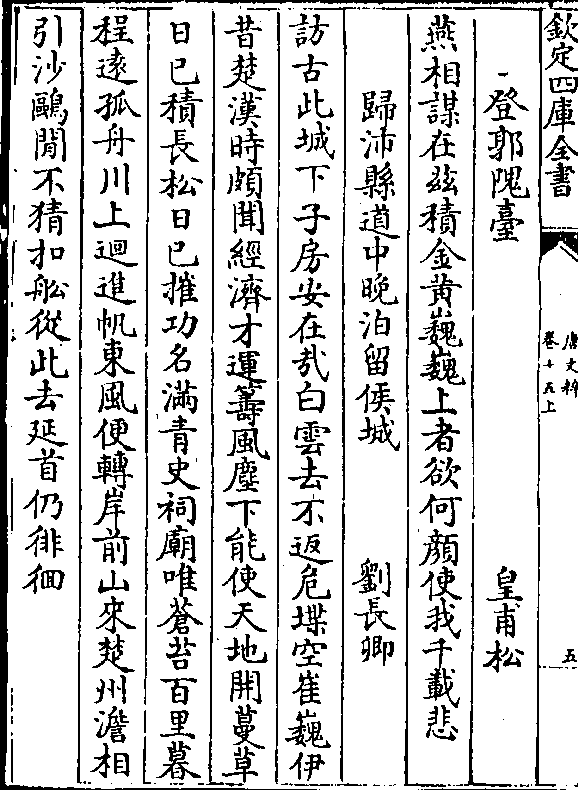 欽定四庫全書
唐文粹
卷十五上
五
登郭隗臺 皇甫松
燕相謀在兹積金黄巍巍上者欲何顔使我千載悲
歸沛縣道中晚泊留侯城 劉長卿
訪古此城下子房安在哉白雲去不返危堞空崔巍伊
昔楚漢時頗聞經濟才運籌風塵下能使天地開蔓草
日已積長松日已摧功名滿青史祠廟唯蒼苔百里暮
程逺孤舟川上迴進帆東風便轉岸前山來楚州澹相
引沙鷗閒不猜扣舩從此去延首仍徘徊